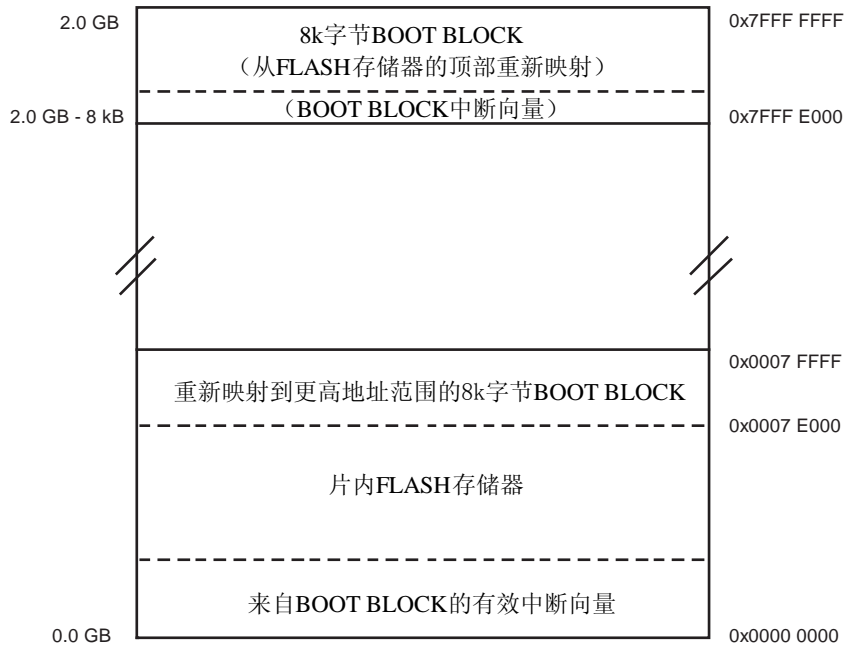 2.0 GB
0x7FFF FFFF
8k字节BOOT BLOCK
（从FLASH存储器的顶部重新映射）
（BOOT BLOCK中断向量）
2.0 GB - 8 kB
0x7FFF E000
0x0007 FFFF
重新映射到更高地址范围的8k字节BOOT BLOCK
0x0007 E000
片内FLASH存储器
来自BOOT BLOCK的有效中断向量
0.0 GB
0x0000 0000